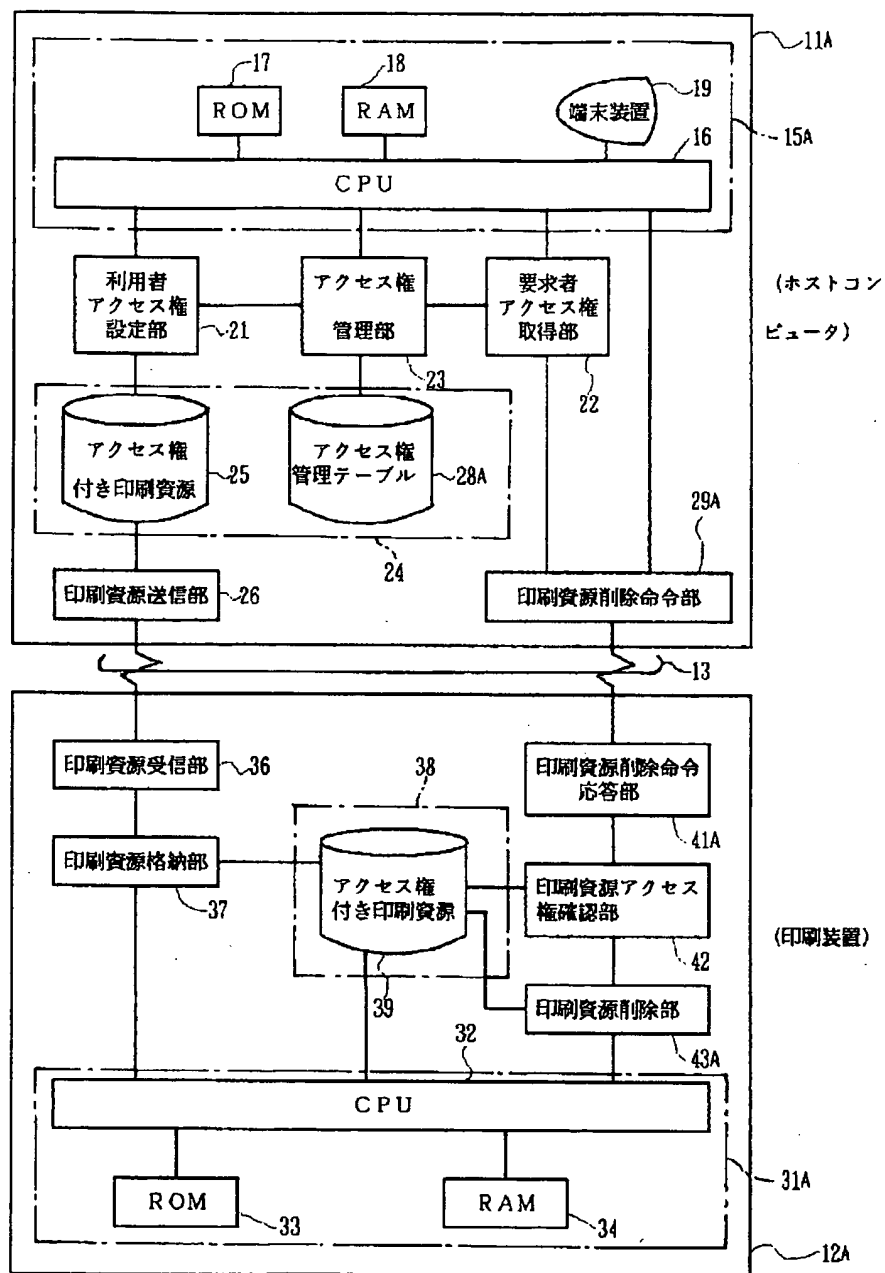 11A
17
18
19
ROM
RAM
端末装置
15A
16
CPU
利用者
アクセス権
設定部
21
アクセス権
管理部
23
要求者
アクセス権
取得部
22
(ホストコン
ピュータ)
アクセス権
付き印刷資源
25
アクセス権
管理テーブル
28A
24
29A
印刷資源送信部
26
印刷資源削除命令部
13
印刷資源受信部
36
38
印刷資源削除命令
応答部
41A
印刷資源格納部
37
アクセス権
付き印刷資源
39
印刷資源アクセス
権確認部
42
(印刷装置)
印刷資源削除部
43A
32
CPU
31A
ROM
33
RAM
34
12A